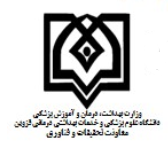 وزارت بهداشت، درمان و آموزش پزشکی
دانشگاه علوم پزشکی و خدمات بهداشتی درمانی قزوین
معاونت تحقیقات و فناوری